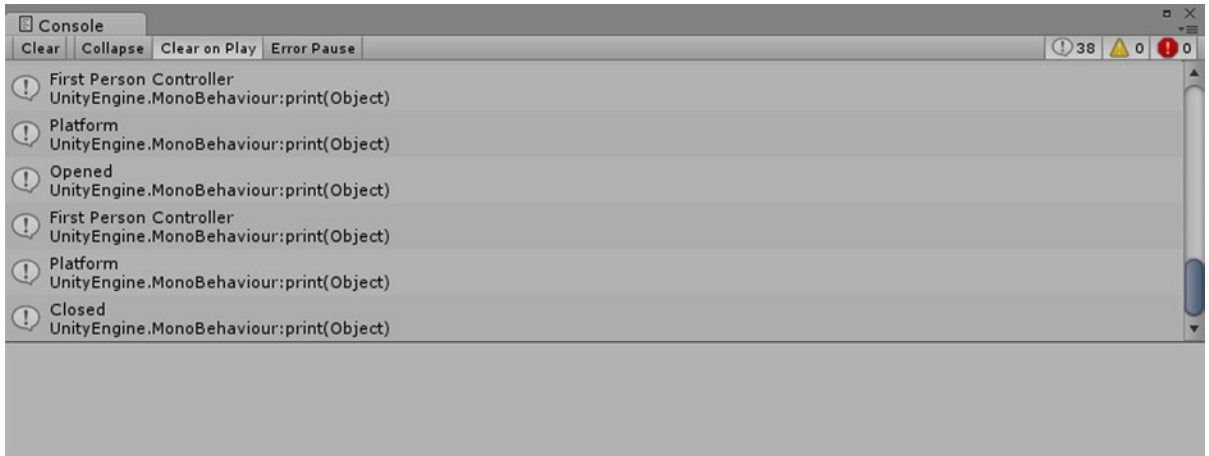 Console
Clear Collapse Clear on Play Error Pause 38 0 0
First Person Controller
UnityEngine.MonoBehaviour:print(Object)
Platform
UnityEngine.MonoBehaviour:print(Object)
Opened
UnityEngine.MonoBehaviour:print(Object)
First Person Controller
UnityEngine.MonoBehaviour:print(Object)
Platform
UnityEngine.MonoBehaviour:print(Object)
Closed
UnityEngine.MonoBehaviour:print(Object)